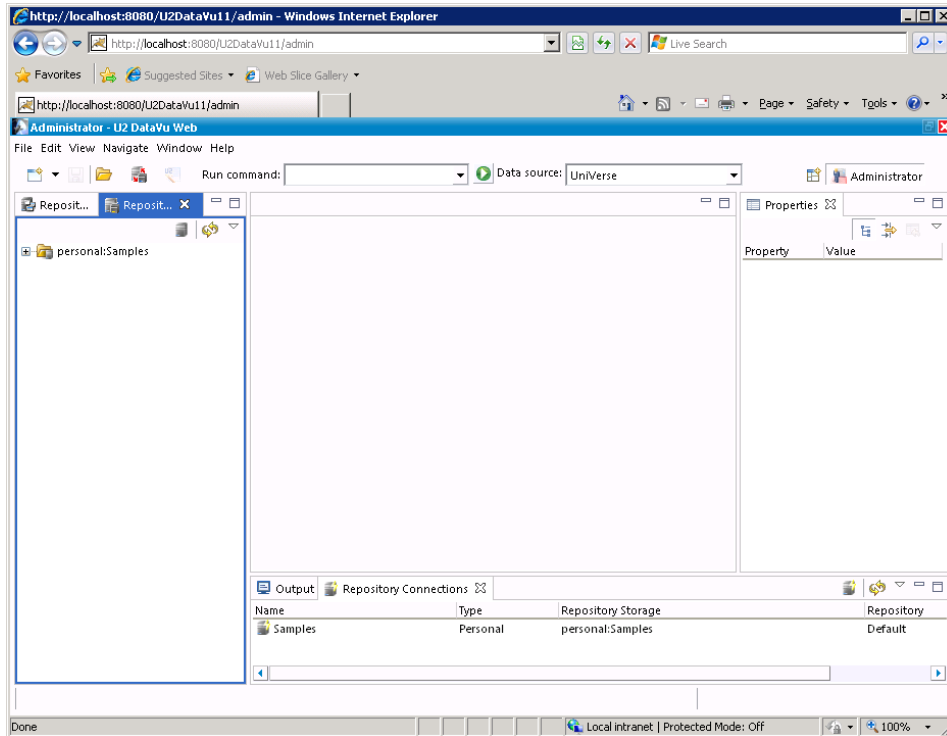 http://localhost:8080/U2DataVu11/admin - Windows Internet Explorer
http://localhost:8080/U2DataVu11/admin
Live Search
Favorites Suggested Sites Web Slice Gallery
http://localhost:8080/U2DataVu11/admin
Page Safety Tools
Administrator - U2 DataVu Web
File Edit View Navigate Window Help
Run command: Data source: UniVerse Administrator
Reposit... Reposit... Properties
personal:Samples
Property Value
Output Repository Connections
Name Type Repository Storage Repository
Samples Personal personal:Samples Default
Done Local intranet | Protected Mode: Off 100%